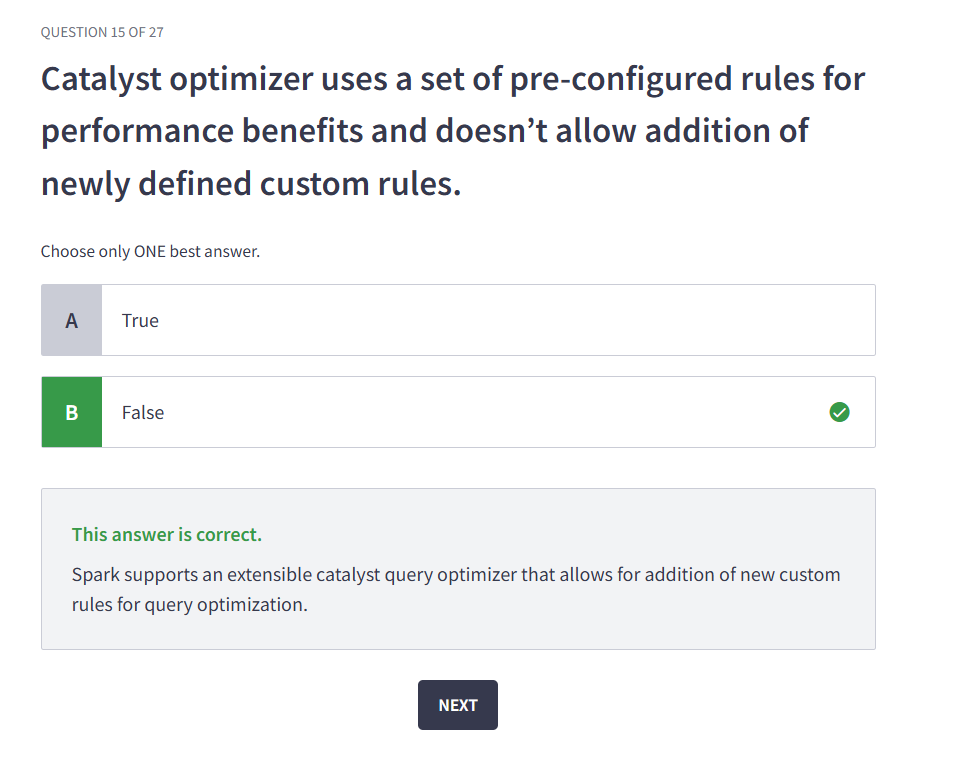 QUESTION 15 OF 27
Catalyst optimizer uses a set of pre-configured rules for
performance benefits and doesn’t allow addition of
newly defined custom rules.
Choose only ONE best answer.
A True
B False
This answer is correct.
Spark supports an extensible catalyst query optimizer that allows for addition of new custom
rules for query optimization.
NEXT